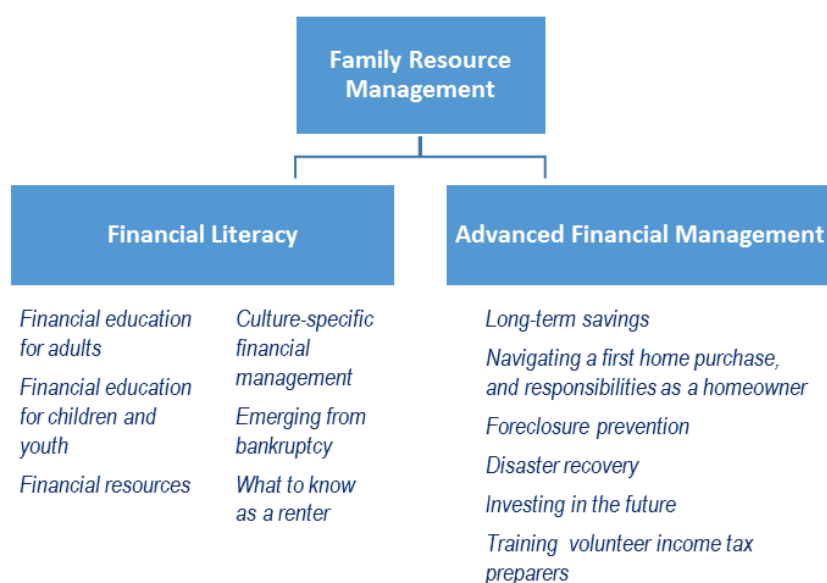 Family Resource
Management
Financial Literacy
Financial education
for adults
Financial education
for children and
youth
Financial resources
Culture-specific
financial
management
Emerging from
bankruptcy
What to know
as a renter
Advanced Financial Management
Long-term savings
Navigating a first home purchase,
and responsibilities as a homeowner
Foreclosure prevention
Disaster recovery
Investing in the future
Training  volunteer income tax
preparers